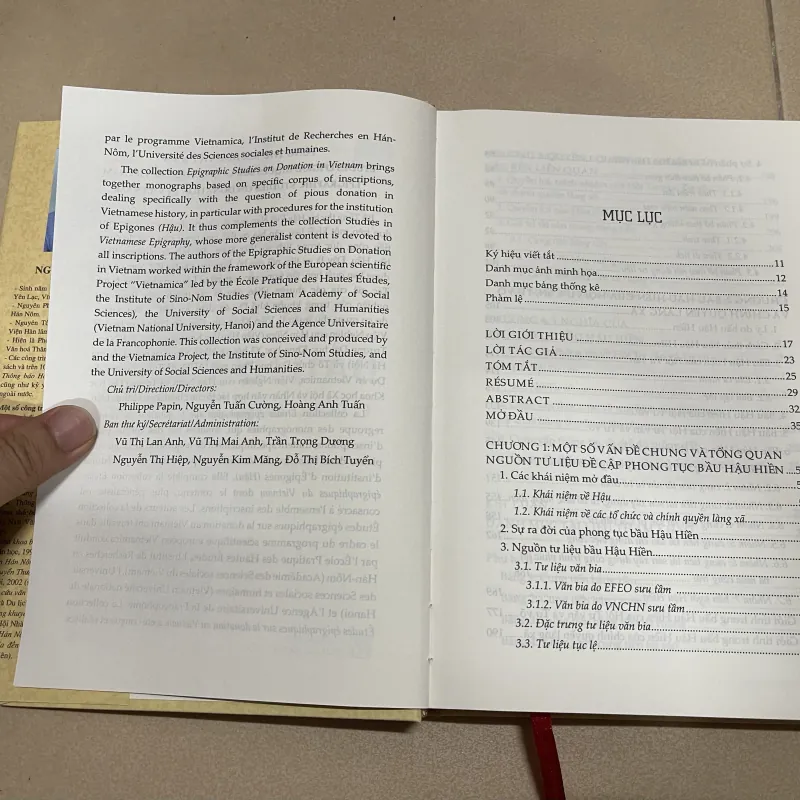 par le programme Vietnamica, l'Institut de Recherches en Hán-
Nôm, l'Université des Sciences sociales et humaines.
The collection Epigraphic Studies on Donation in Vietnam brings
together monographs based on specific corpus of inscriptions,
dealing specifically with the question of pious donation in
Vietnamese history, in particular with procedures for the institution
of Epigones (Hậu). It thus complements the collection Studies in
Vietnamese Epigraphy, whose more generalist content is devoted to
all inscriptions. The authors of the Epigraphic Studies on Donation
in Vietnam worked within the framework of the European scientific
Project "Vietnamica" led by the École Pratique des Hautes Études,
the Institute of Sino-Nom Studies (Vietnam Academy of Social
Sciences), the University of Social Sciences and Humanities
(Vietnam National University, Hanoi) and the Agence Universitaire
de la Francophonie. This collection was conceived and produced by
and the Vietnamica Project, the Institute of Sino-Nom Studies, and
the University of Social Sciences and Humanities.
Chủ trì/Direction/Directors:
Philippe Papin, Nguyễn Tuấn Cường, Hoàng Anh Tuấn
Ban thư ký/Secrétariat/Administration:
Vũ Thị Lan Anh, Vũ Thị Mai Anh, Trần Trọng Dương
Nguyễn Thị Hiệp, Nguyễn Kim Măng, Đỗ Thị Bích Tuyển
MỤC LỤC
Ký hiệu viết tắt 11
Danh mục ảnh minh họa 12
Danh mục bảng thống kê 14
Phàm lệ 15
LỜI GIỚI THIỆU 17
LỜI TÁC GIẢ 23
TÓM TẮT 25
RÉSUMÉ 29
ABSTRACT 32
MỞ ĐẦU 35
CHƯƠNG 1: MỘT SỐ VẤN ĐỀ CHUNG VÀ TỔNG QUAN
NGUỒN TƯ LIỆU ĐỀ CẬP PHONG TỤC BẦU HẬU HIỀN
1. Các khái niệm mở đầu
1.1. Khái niệm về Hậu
1.2. Khái niệm về các tổ chức và chính quyền làng xã
2. Sự ra đời của phong tục bầu Hậu Hiền
3. Nguồn tư liệu bầu Hậu Hiền
3.1. Tư liệu văn bia
3.1.1. Văn bia do EFEO sưu tầm
3.1.2. Văn bia do VNCHN sưu tầm
3.2. Đặc trưng tư liệu văn bia
3.3. Tư liệu tục lệ